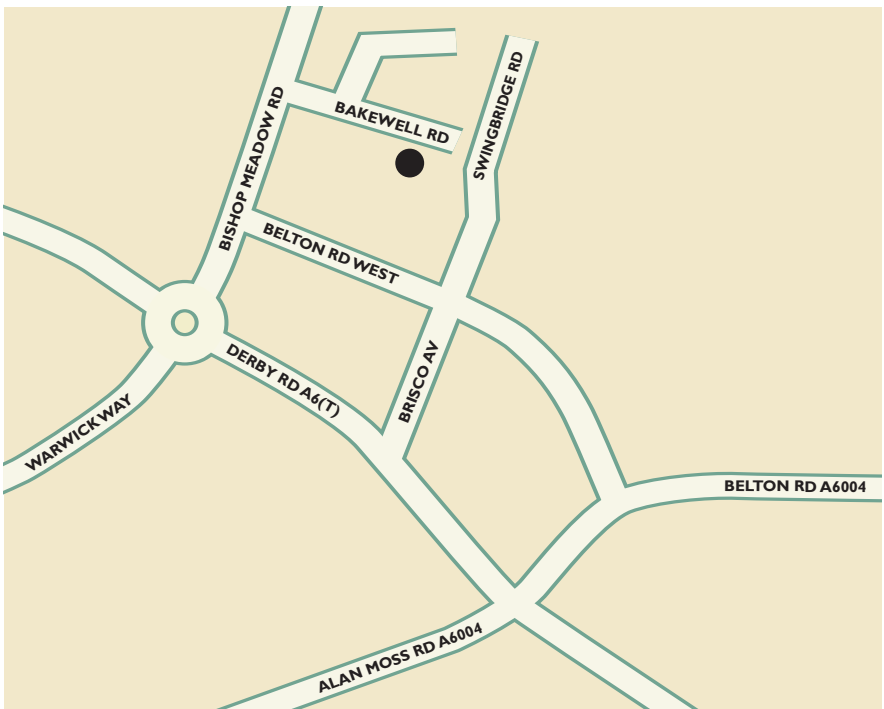 BAKEWELL RD
SWINGBRIDGE RD
BISHOP MEADOW RD
BELTON RD WEST
DERBY RD A6(T)
BRISCO AV
WARWICK WAY
BELTON RD A6004
ALAN MOSS RD A6004